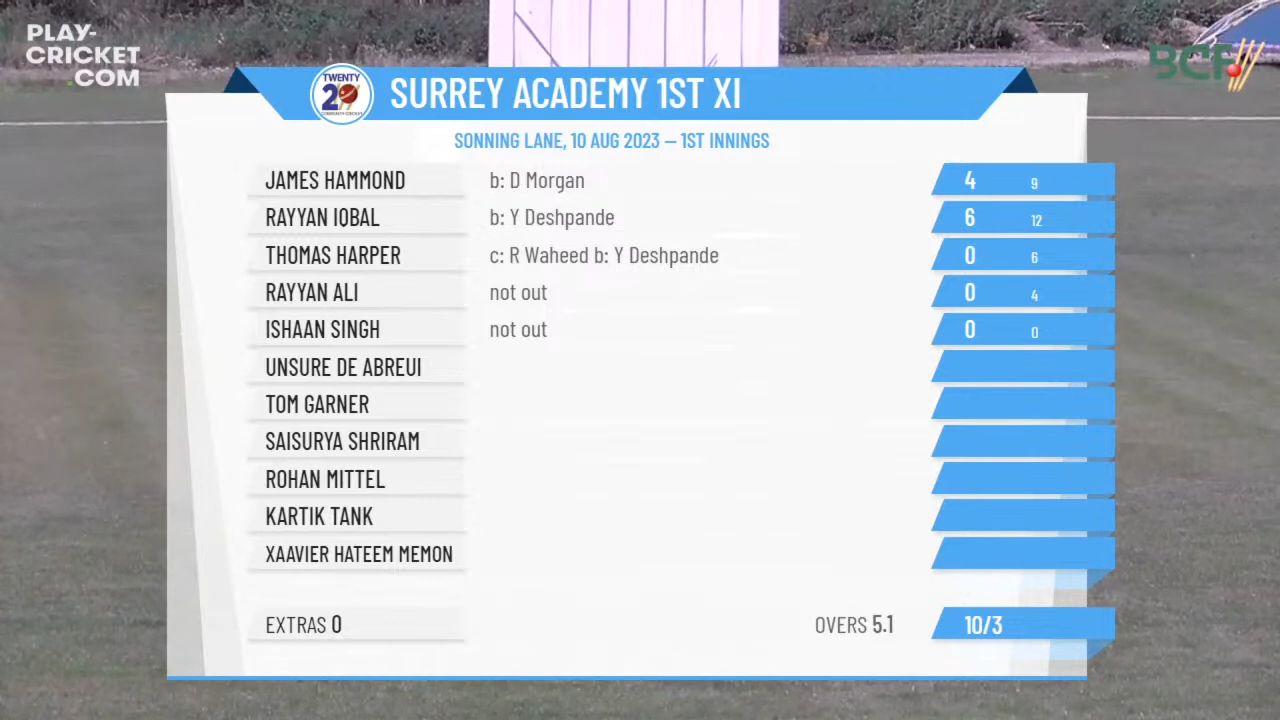 PLAY-
CRICKET
.COM
BCF
TWENTY
20
SURREY ACADEMY 1ST XI
SONNING LANE, 10 AUG 2023 – 1ST INNINGS
JAMES HAMMOND b: D Morgan 4 9
RAYYAN IQBAL b: Y Deshpande 6 12
THOMAS HARPER c: R Waheed b: Y Deshpande 0 6
RAYYAN ALI not out 0 4
ISHAAN SINGH not out 0 0
UNSURE DE ABREUI
TOM GARNER
SAISURYA SHRIRAM
ROHAN MITTEL
KARTIK TANK
XAAVIER HATEEM MEMON
EXTRAS 0 OVERS 5.1 10/3